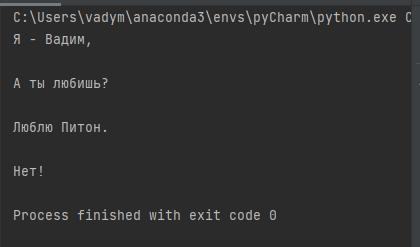 C:\Users\vadym\anaconda3\envs\pyCharm\python.exe
Я - Вадим,
А ты любишь?
Люблю Питон.
Нет!
Process finished with exit code 0